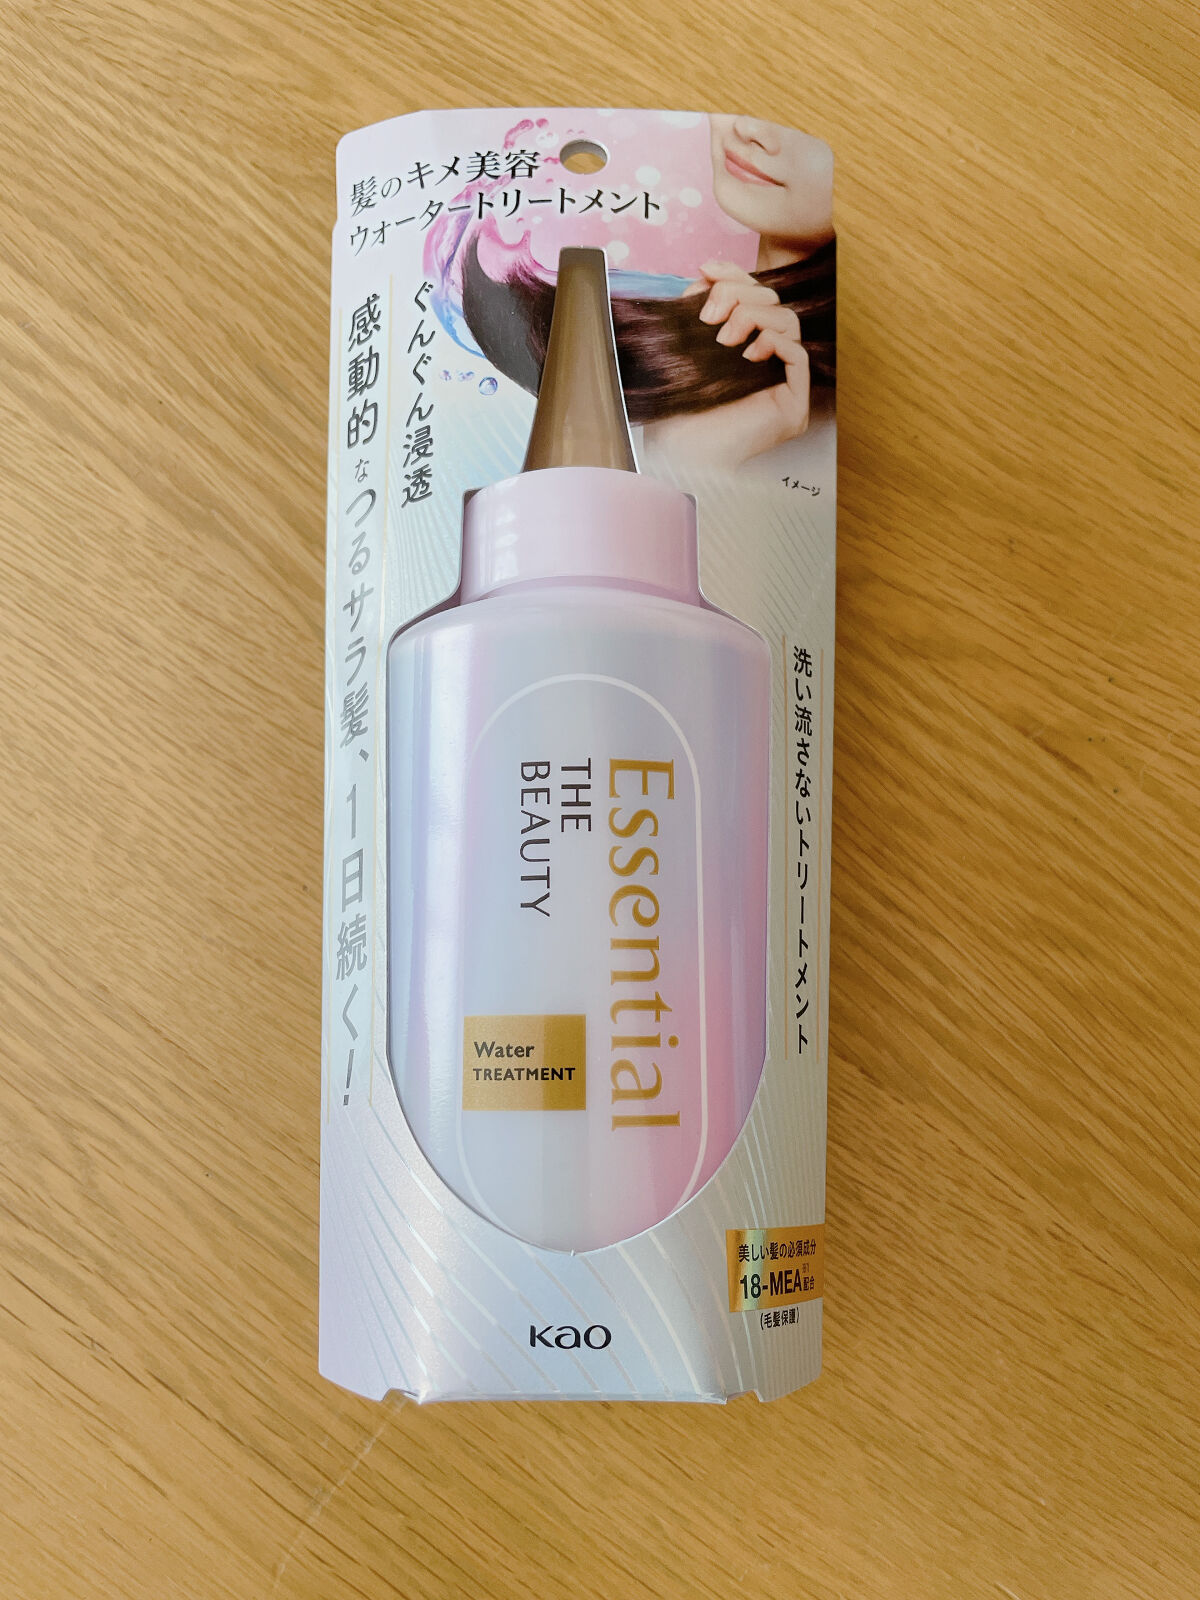 髪のキメ美容
ウォータートリートメント
ぐんぐん浸透
感動的なつるサラ髪、1日続く!
イメージ
洗い流さないトリートメント
Essential
THE
BEAUTY
Water
TREATMENT
美しい髪の必須成分
18-MEA※1配合
(毛髪保護)
Kao